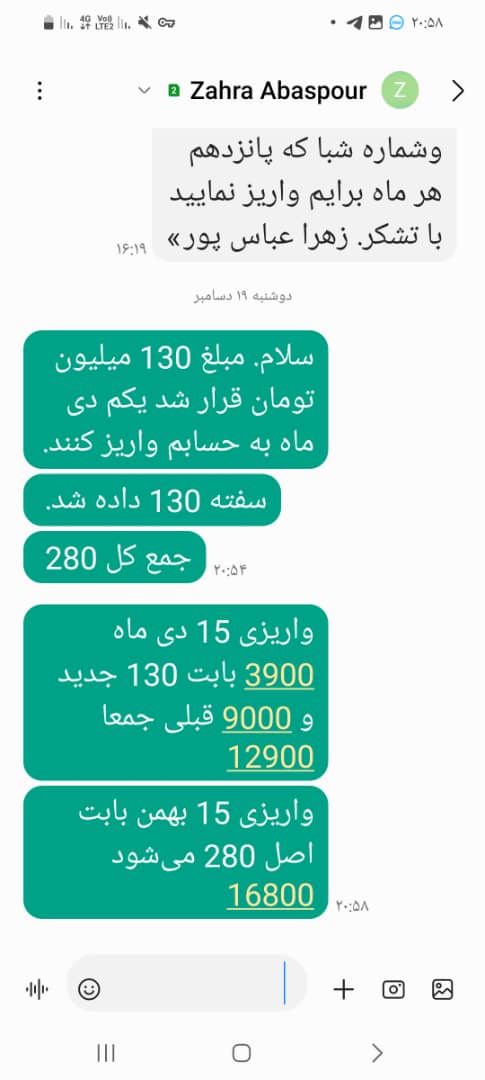 ۲۰:۵۸
4G Vo)) LTE2
Zahra Abaspour
2
Z
وشماره شبا که پانزدهم
هر ماه برایم واریز نمایید
با تشکر. زهرا عباس پور»
۱۶:۱۹
دوشنبه ۱۹ دسامبر
سلام. مبلغ 130 میلیون
تومان قرار شد یکم دی
ماه به حسابم واریز کنند.
سفته 130 داده شد.
جمع کل 280
۲۰:۵۴
واریزی 15 دی ماه
3900 بابت 130 جدید
و 9000 قبلی جمعا
12900
واریزی 15 بهمن بابت
اصل 280 می‌شود
16800
۲۰:۵۸